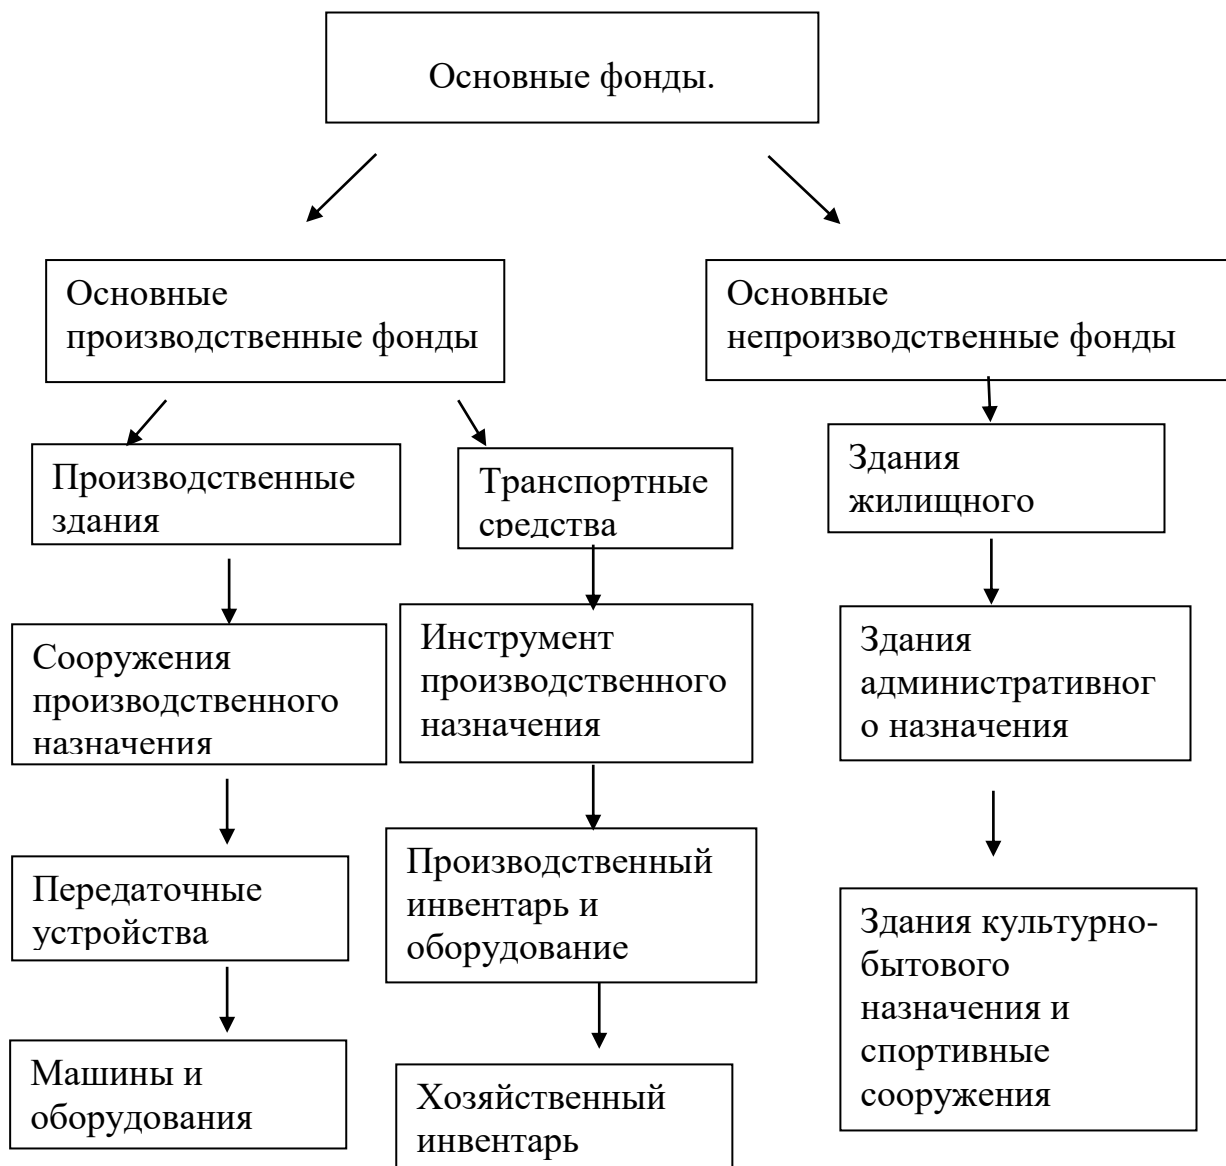 Основные фонды.
Основные
производственные фонды
Основные
непроизводственные фонды
Производственные
здания
Транспортные
средства
Здания
жилищного
Сооружения
производственного
назначения
Инструмент
производственного
назначения
Здания
административног
о назначения
Передаточные
устройства
Производственный
инвентарь и
оборудование
Здания культурно-
бытового
назначения и
спортивные
сооружения
Машины и
оборудования
Хозяйственный
инвентарь